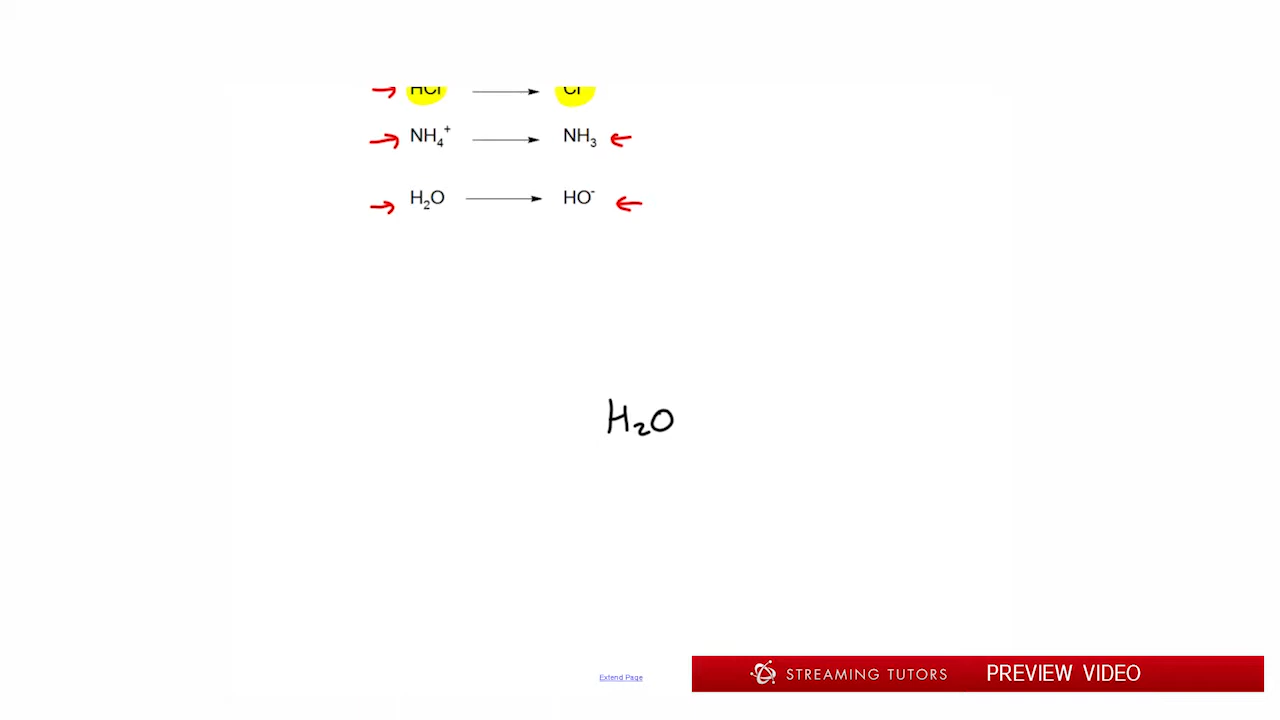 HCl → Cl
NH₄⁺ → NH₃
H₂O → HO⁻
H₂O
Extend Page
STREAMING TUTORS PREVIEW VIDEO